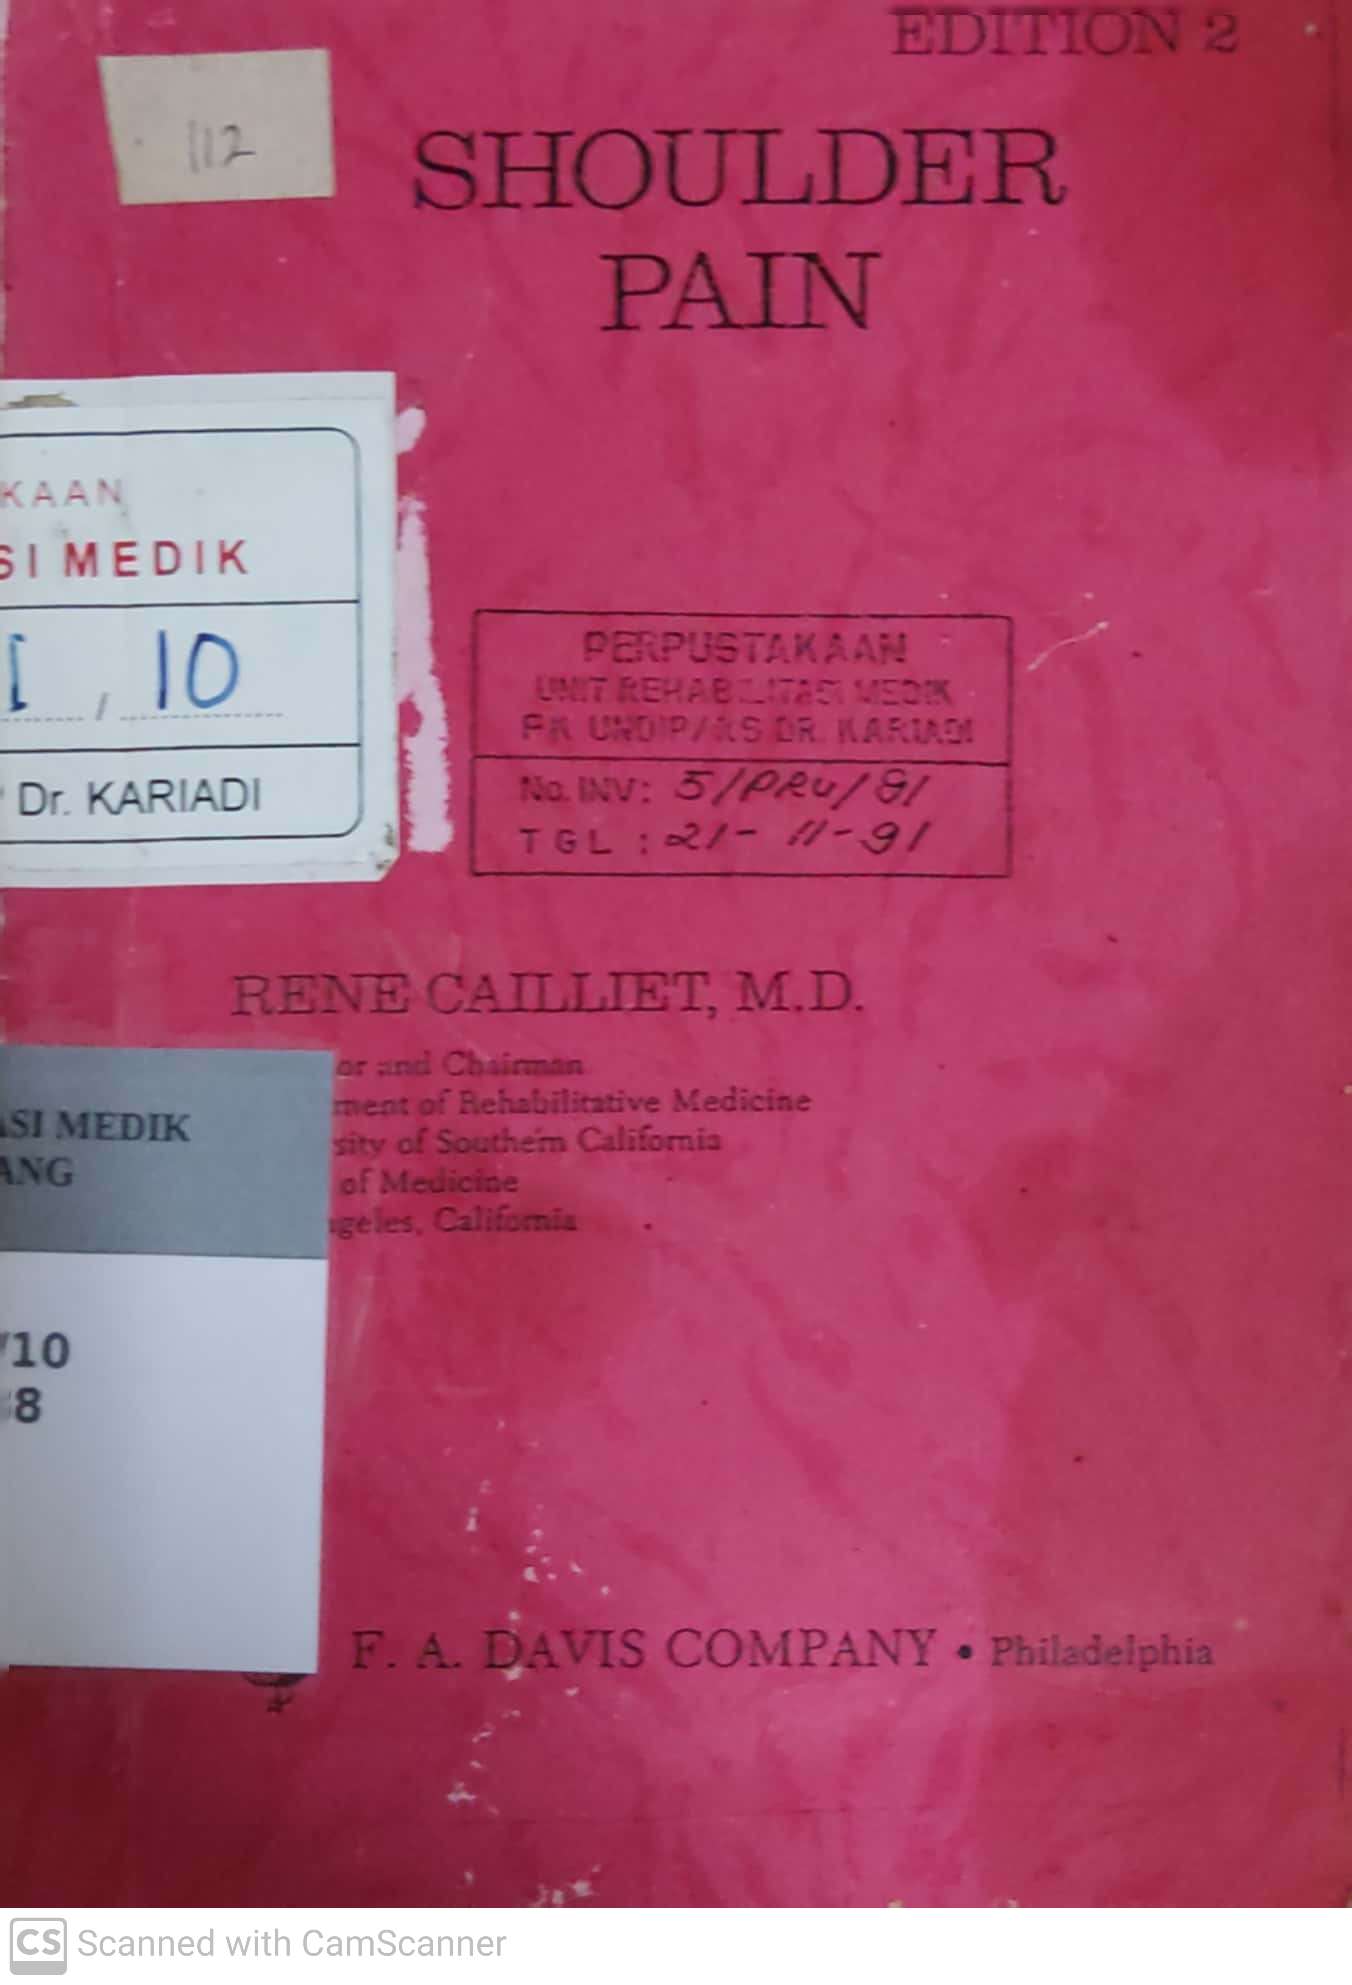 EDITION 2
112
SHOULDER
PAIN
KAAN
SI MEDIK
I / 10
Dr. KARIADI
PERPUSTAKAAN
UNIT REHABILITASI MEDIK
FK UNDIP/RS DR. KARIADI
No. INV: 5/PRU/91
TGL : 21-11-91
RENE CAILLIET, M.D.
or and Chairman
ment of Rehabilitative Medicine
sity of Southern California
of Medicine
ngeles, California
ASI MEDIK
ANG
/10
8
F. A. DAVIS COMPANY • Philadelphia
CS Scanned with CamScanner